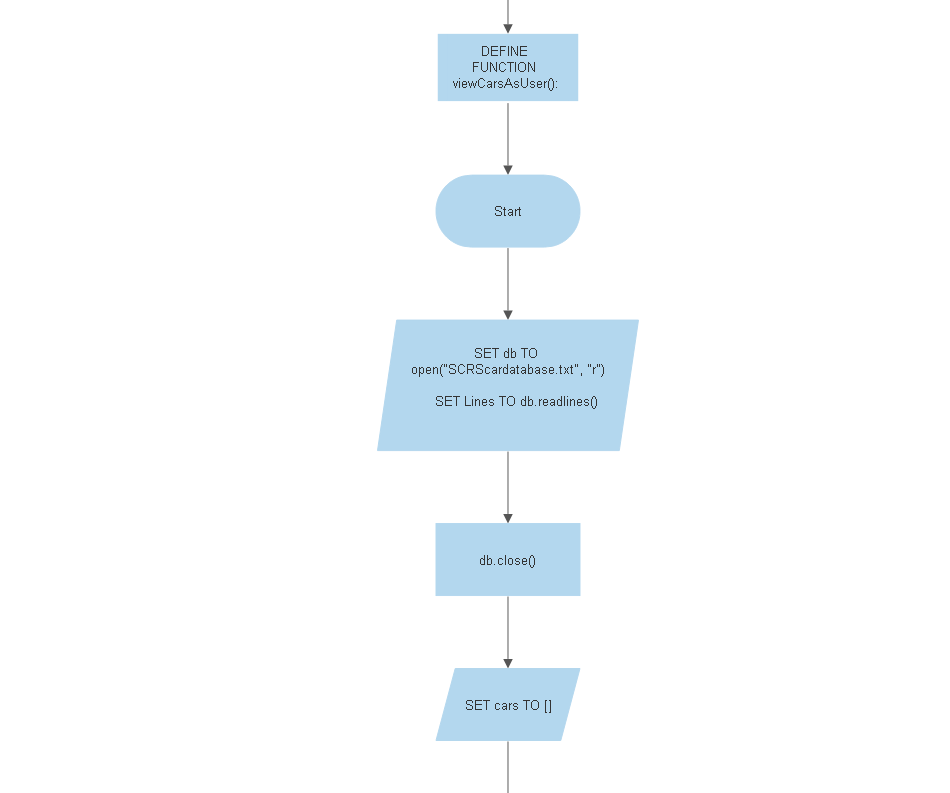 DEFINE
FUNCTION
viewCarsAsUser():
Start
SET db TO
open("SCRScardatabase.txt", "r")
SET Lines TO db.readlines()
db.close()
SET cars TO []